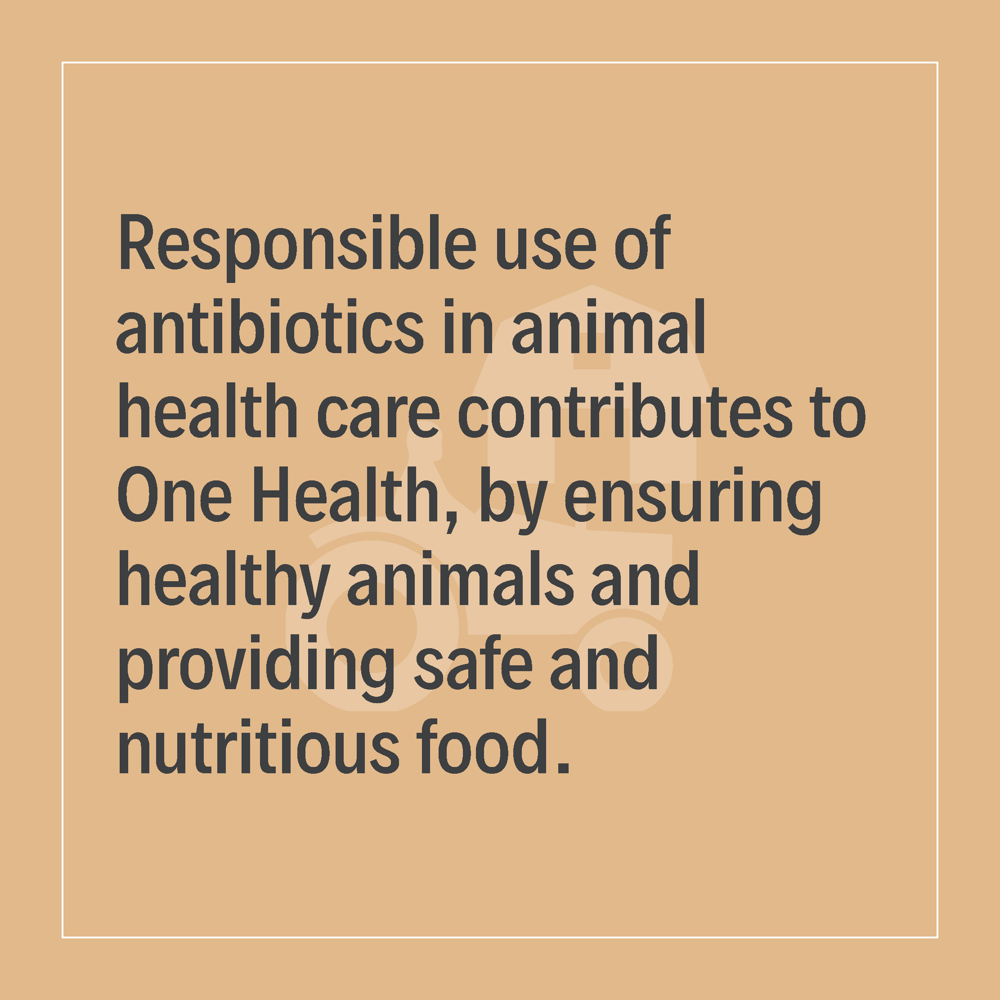 Responsible use of
antibiotics in animal
health care contributes to
One Health, by ensuring
healthy animals and
providing safe and
nutritious food.